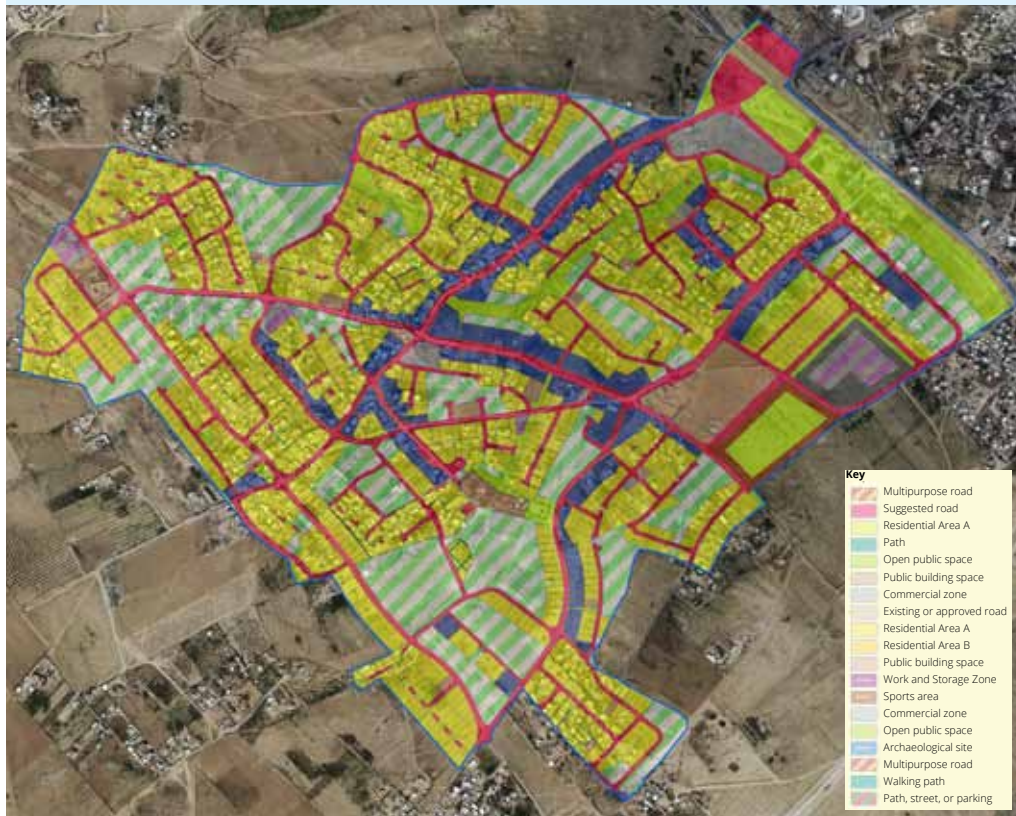 Key
Multipurpose road
Suggested road
Residential Area A
Path
Open public space
Public building space
Commercial zone
Existing or approved road
Residential Area A
Residential Area B
Public building space
Work and Storage Zone
Sports area
Commercial zone
Open public space
Archaeological site
Multipurpose road
Walking path
Path, street, or parking